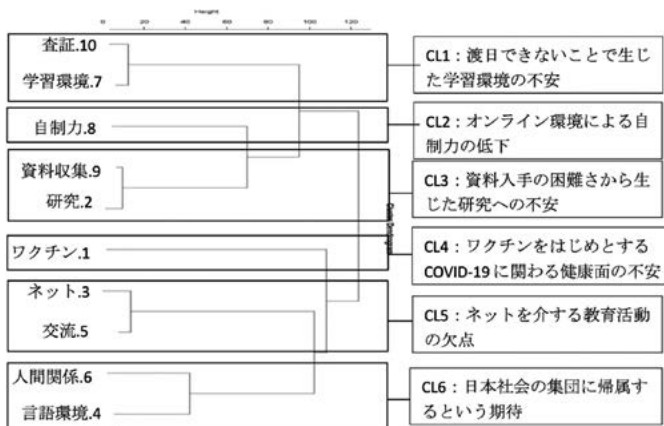 Height
0 20 40 60 80 100 120
査証.10
学習環境.7
自制力.8
資料収集.9
研究.2
ワクチン.1
ネット.3
交流.5
人間関係.6
言語環境.4
CL1：渡日できないことで生じ
た学習環境の不安
CL2：オンライン環境による自
制力の低下
CL3：資料入手の困難さから生
じた研究への不安
CL4：ワクチンをはじめとする
COVID-19に関わる健康面の不安
CL5：ネットを介する教育活動
の欠点
CL6：日本社会の集団に帰属す
るという期待